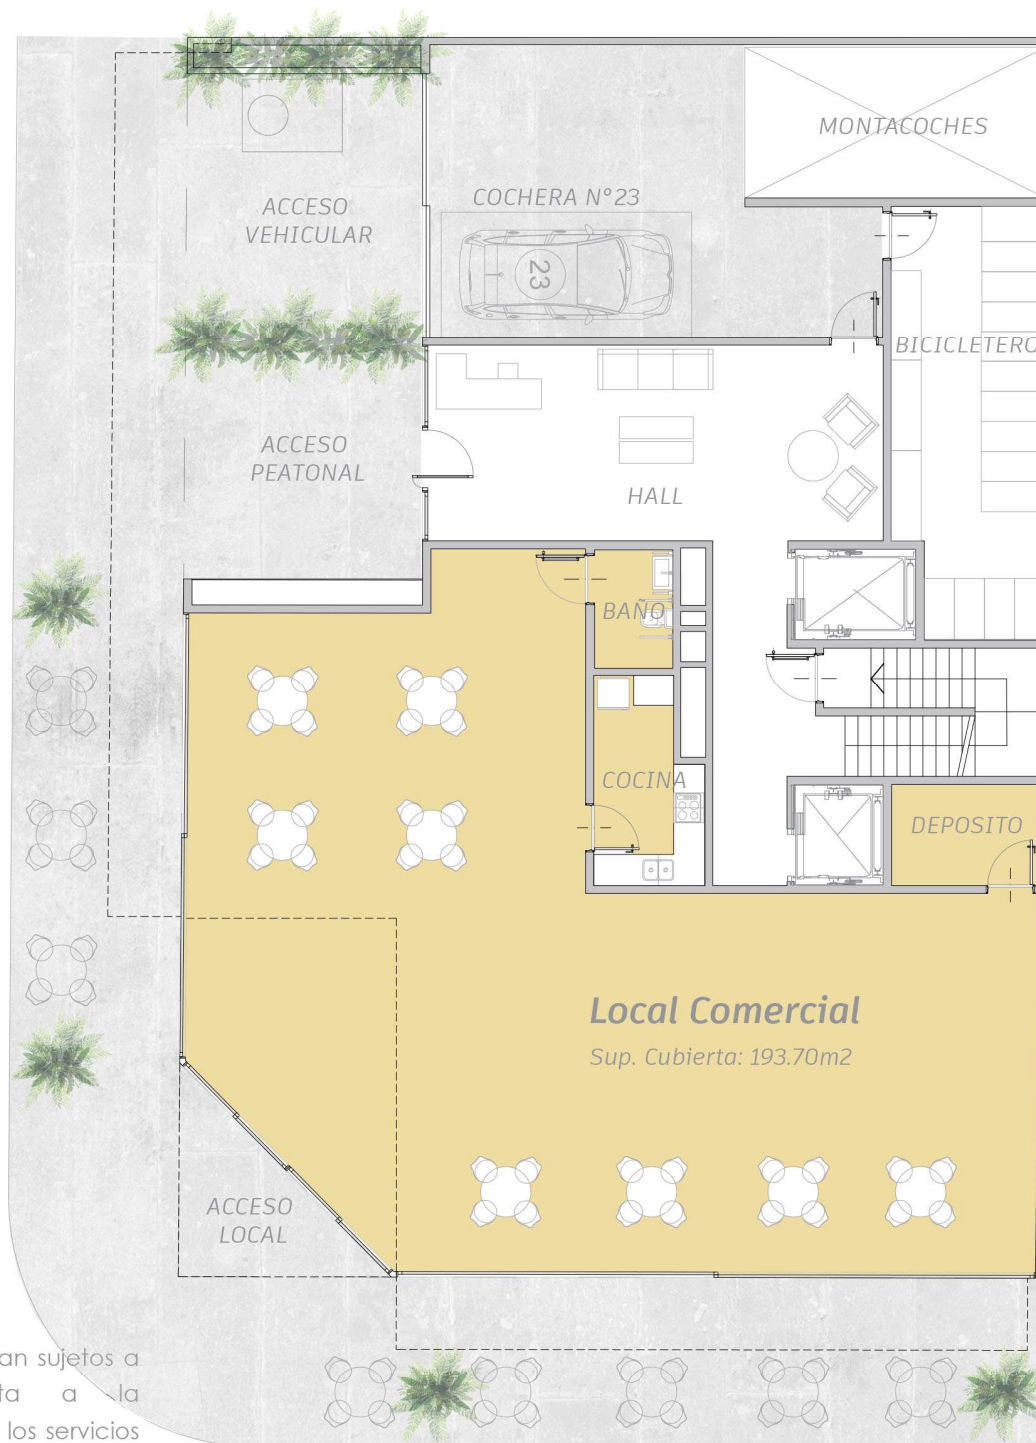 MONTACOCHES
COCHERA N°23
ACCESO
VEHICULAR
23
BICICLETERO
ACCESO
PEATONAL
HALL
BAÑO
COCINA
DEPOSITO
Local Comercial
Sup. Cubierta: 193.70m2
ACCESO
LOCAL
an sujetos a
ta a la
los servicios